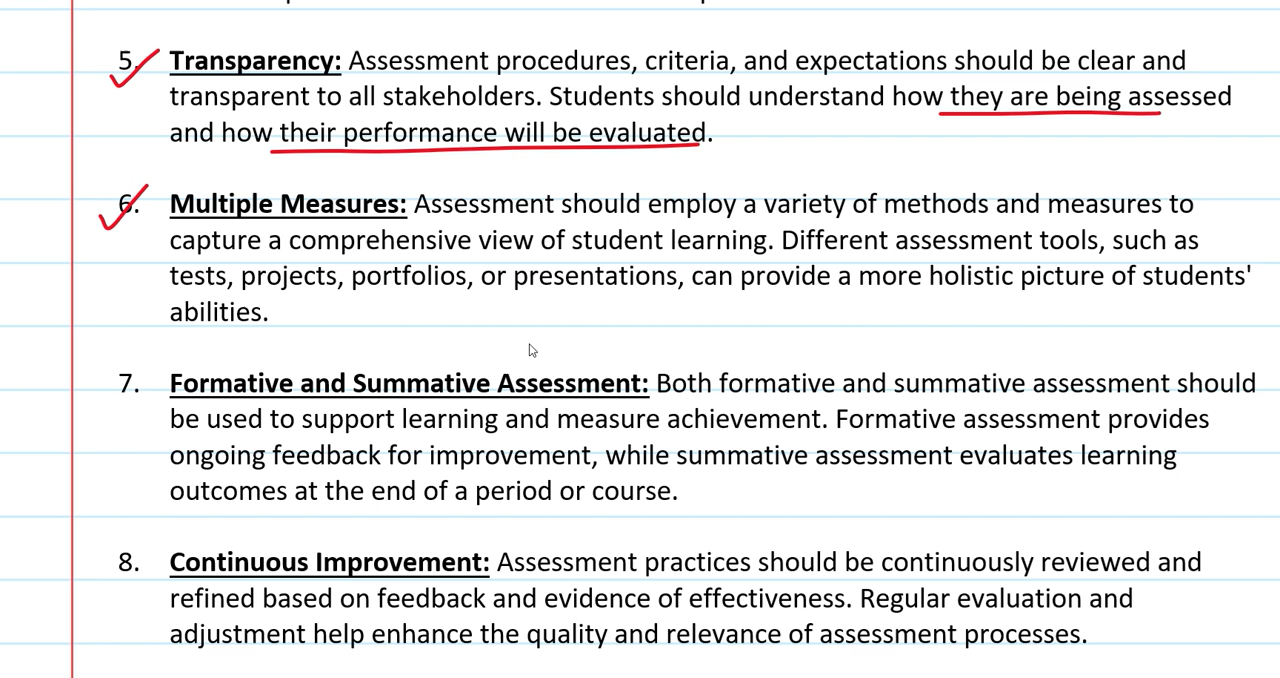 5. Transparency: Assessment procedures, criteria, and expectations should be clear and
transparent to all stakeholders. Students should understand how they are being assessed
and how their performance will be evaluated.
6. Multiple Measures: Assessment should employ a variety of methods and measures to
capture a comprehensive view of student learning. Different assessment tools, such as
tests, projects, portfolios, or presentations, can provide a more holistic picture of students'
abilities.
7. Formative and Summative Assessment: Both formative and summative assessment should
be used to support learning and measure achievement. Formative assessment provides
ongoing feedback for improvement, while summative assessment evaluates learning
outcomes at the end of a period or course.
8. Continuous Improvement: Assessment practices should be continuously reviewed and
refined based on feedback and evidence of effectiveness. Regular evaluation and
adjustment help enhance the quality and relevance of assessment processes.